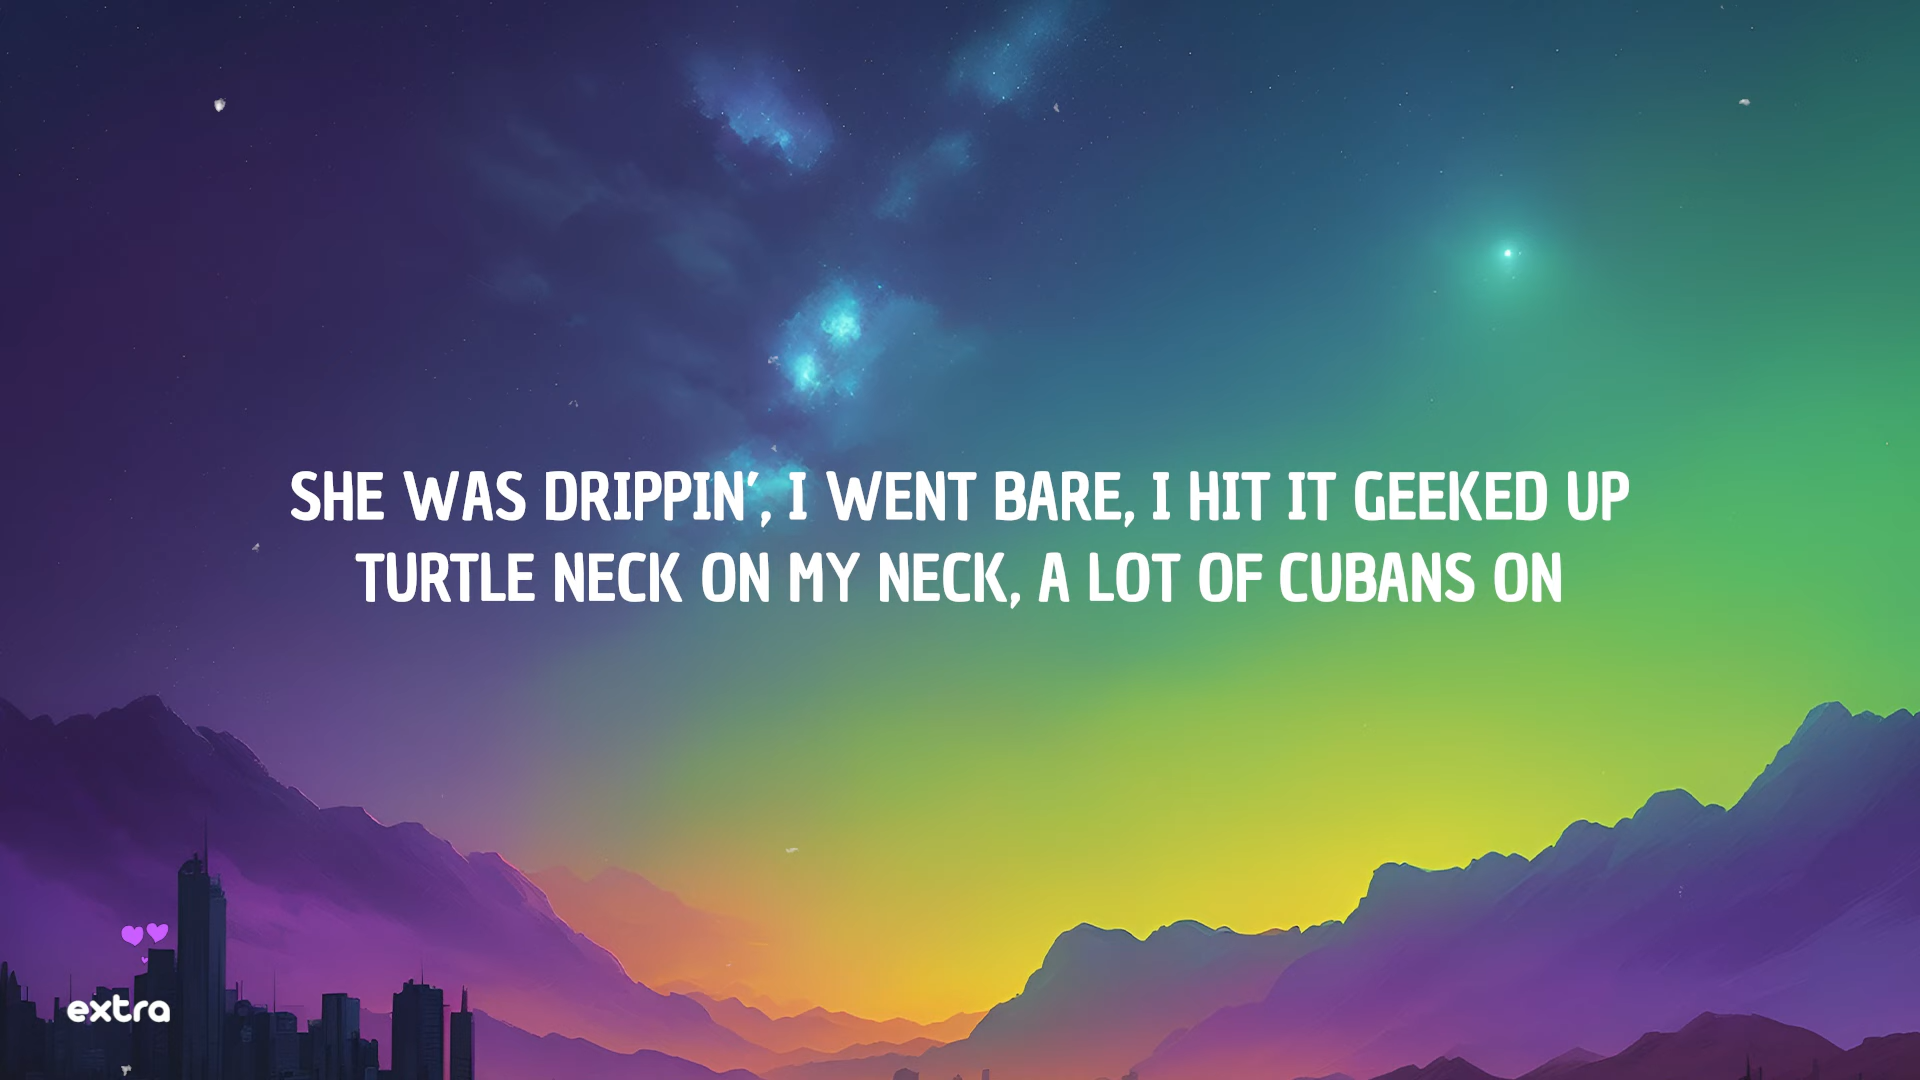 SHE WAS DRIPPIN', I WENT BARE, I HIT IT GEEKED UP
TURTLE NECK ON MY NECK, A LOT OF CUBANS ON
extra